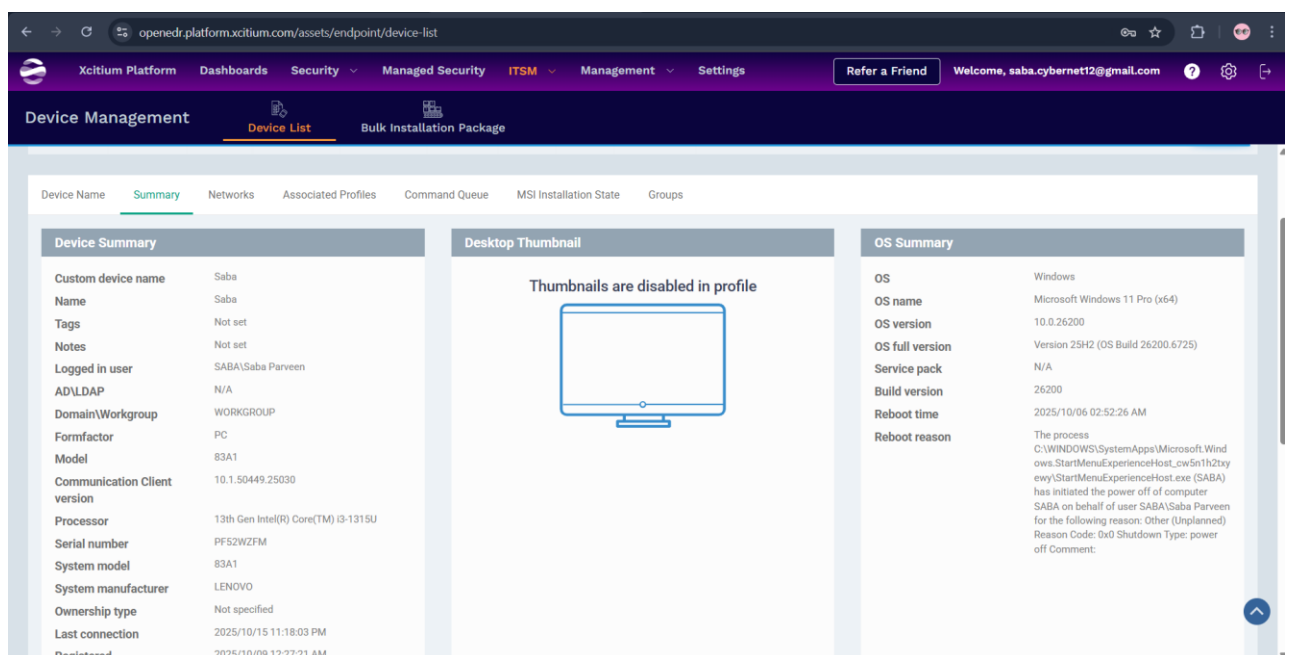 openedr.platform.xcitium.com/assets/endpoint/device-list
Xcitium Platform Dashboards Security Managed Security ITSM Management Settings Refer a Friend Welcome, saba.cybernet12@gmail.com ?
Device Management Device List Bulk Installation Package
Device Name Summary Networks Associated Profiles Command Queue MSI Installation State Groups
Device Summary
Custom device name Saba
Name Saba
Tags Not set
Notes Not set
Logged in user SABA\Saba Parveen
AD\LDAP N/A
Domain\Workgroup WORKGROUP
Formfactor PC
Model 83A1
Communication Client 10.1.50449.25030
version
Processor 13th Gen Intel(R) Core(TM) i3-1315U
Serial number PF52WZFM
System model 83A1
System manufacturer LENOVO
Ownership type Not specified
Last connection 2025/10/15 11:18:03 PM
Registered 2025/10/09 12:27:21 AM
Desktop Thumbnail
Thumbnails are disabled in profile
OS Summary
OS Windows
OS name Microsoft Windows 11 Pro (x64)
OS version 10.0.26200
OS full version Version 25H2 (OS Build 26200.6725)
Service pack N/A
Build version 26200
Reboot time 2025/10/06 02:52:26 AM
Reboot reason The process
C:\WINDOWS\SystemApps\Microsoft.Wind
ows.StartMenuExperienceHost_cw5n1h2txy
ewy\StartMenuExperienceHost.exe (SABA)
has initiated the power off of computer
SABA on behalf of user SABA\Saba Parveen
for the following reason: Other (Unplanned)
Reason Code: 0x0 Shutdown Type: power
off Comment: